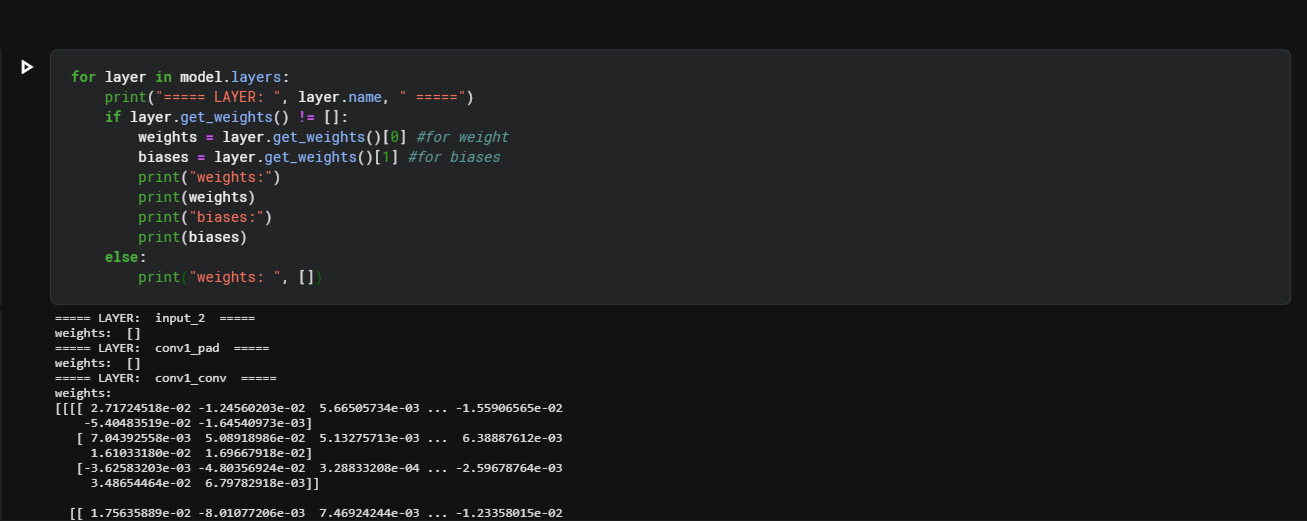 for layer in model.layers:
    print("===== LAYER: ", layer.name, " =====")
    if layer.get_weights() != []:
        weights = layer.get_weights()[0] #for weight
        biases = layer.get_weights()[1] #for biases
        print("weights:")
        print(weights)
        print("biases:")
        print(biases)
    else:
        print("weights: ", [])
===== LAYER:  input_2  =====
weights:  []
===== LAYER:  conv1_pad  =====
weights:  []
===== LAYER:  conv1_conv  =====
weights:
[[[[ 2.71724518e-02 -1.24560203e-02  5.66505734e-03 ... -1.55906565e-02
    -5.40483519e-02 -1.64540973e-03]
   [ 7.04392558e-03  5.08918986e-02  5.13275713e-03 ...  6.38887612e-03
     1.61033180e-02  1.69667918e-02]
   [-3.62583203e-03 -4.80356924e-02  3.28833208e-04 ... -2.59678764e-03
     3.48654464e-02  6.79782918e-03]]
  [[ 1.75635889e-02 -8.01077206e-03  7.46924244e-03 ... -1.23358015e-02